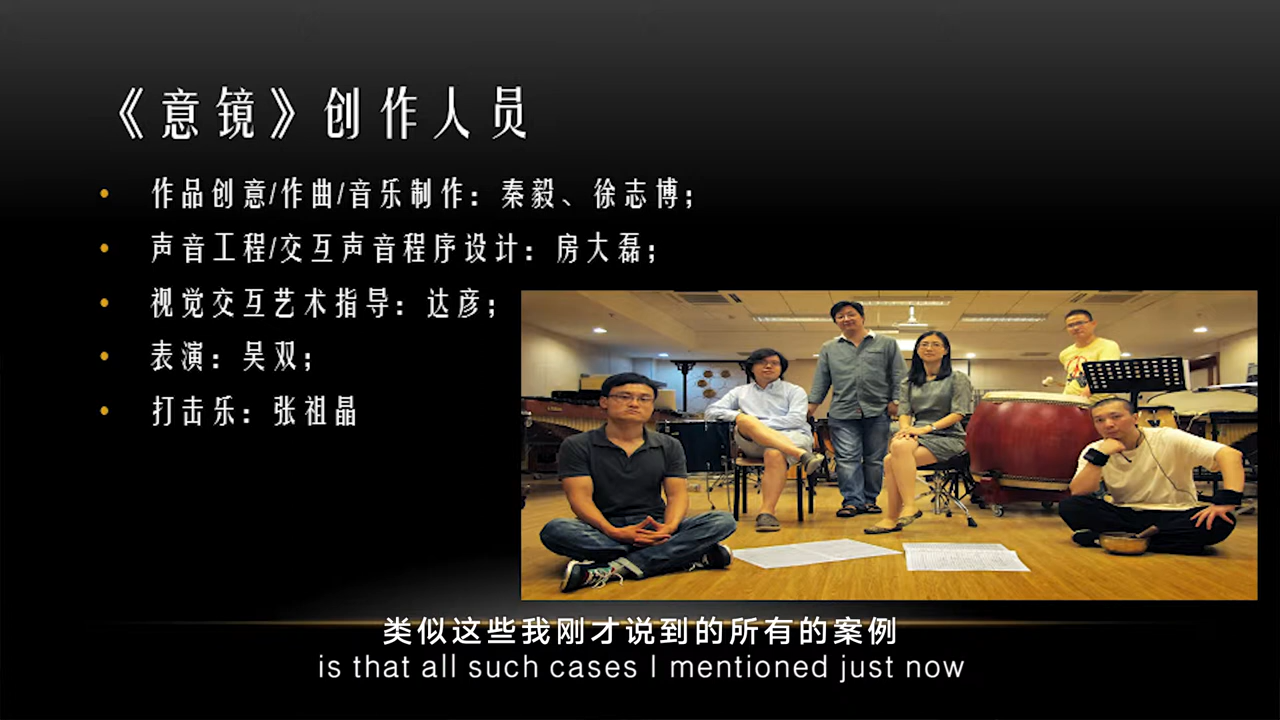 《意镜》创作人员
• 作品创意/作曲/音乐制作：秦毅、徐志博；
• 声音工程/交互声音程序设计：房大磊；
• 视觉交互艺术指导：达彦；
• 表演：吴双；
• 打击乐：张祖晶
类似这些我刚才说到的所有的案例
is that all such cases I mentioned just now